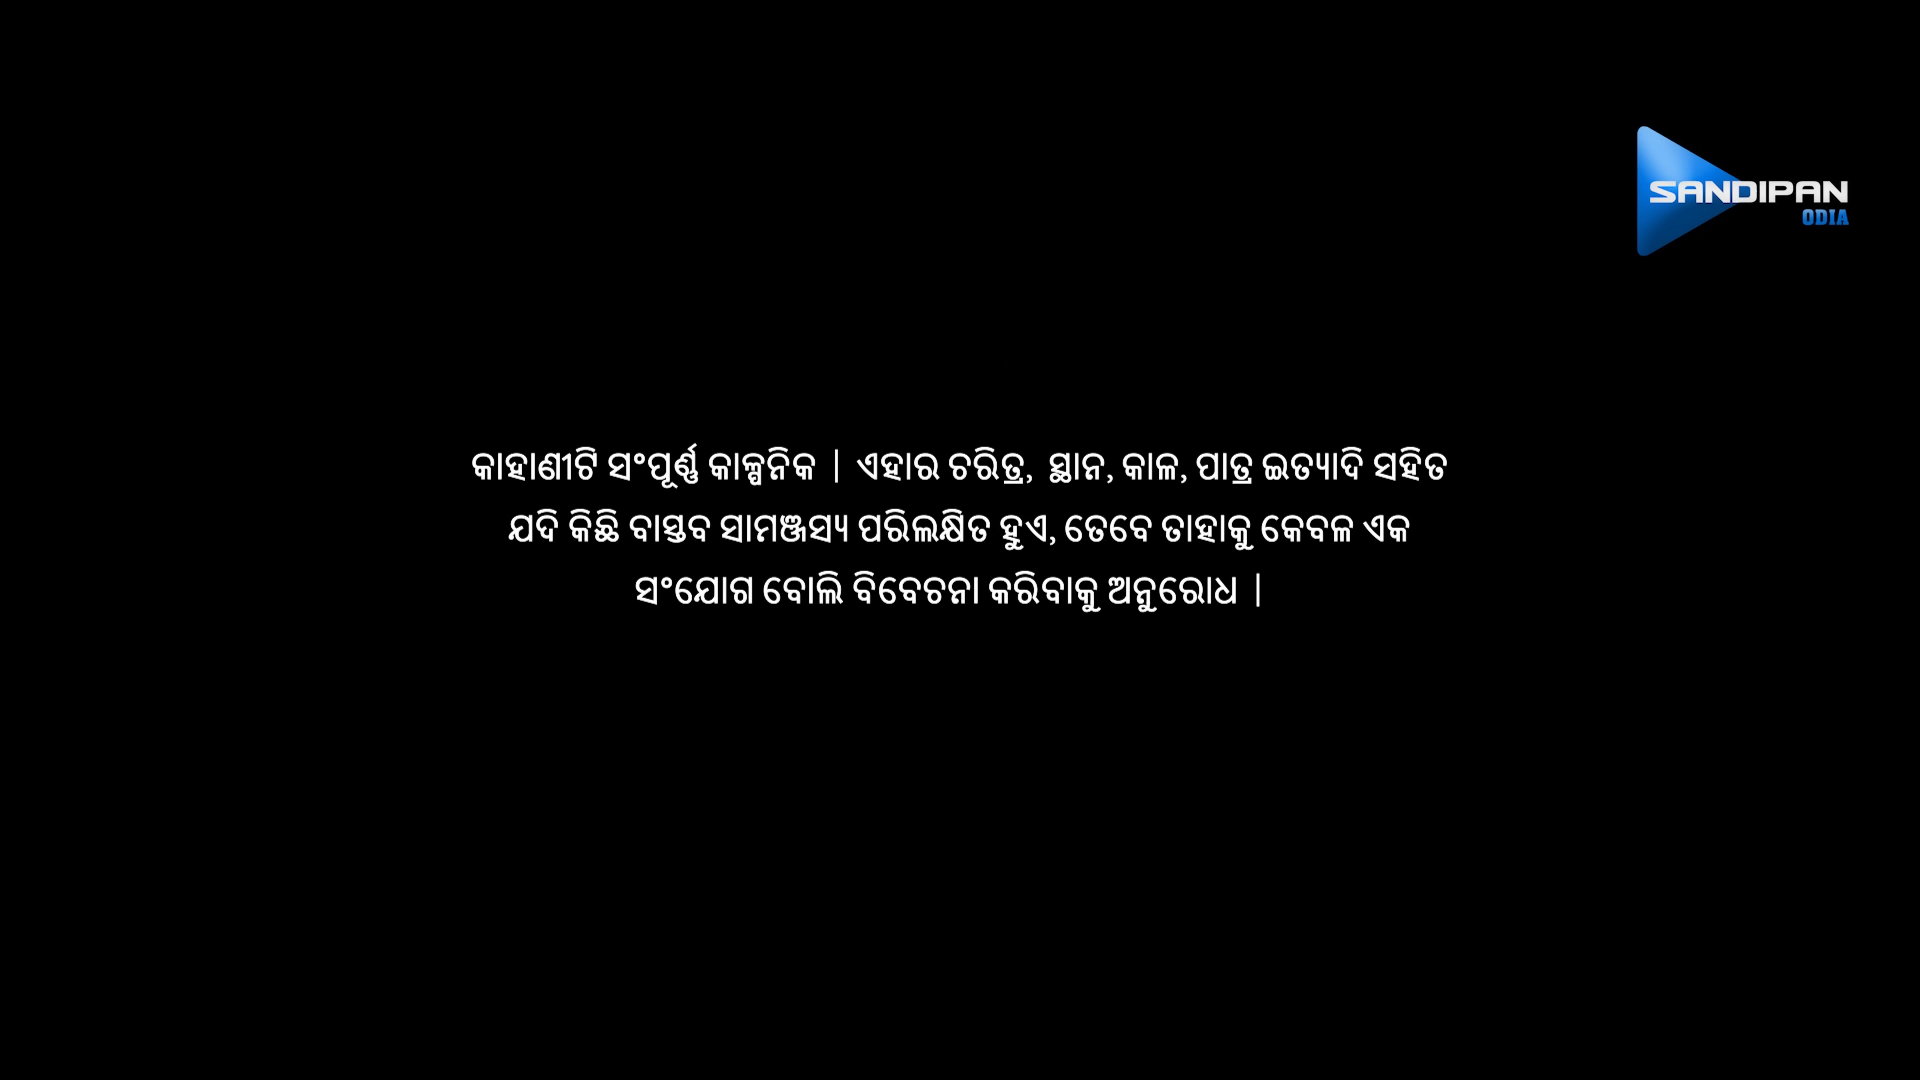 SANDIPAN
ODIA
କାହାଣୀଟି ସଂପୂର୍ଣ୍ଣ କାଳ୍ପନିକ | ଏହାର ଚରିତ୍ର, ସ୍ଥାନ, କାଳ, ପାତ୍ର ଇତ୍ୟାଦି ସହିତ
ଯଦି କିଛି ବାସ୍ତବ ସାମଞ୍ଜସ୍ୟ ପରିଲକ୍ଷିତ ହୁଏ, ତେବେ ତାହାକୁ କେବଳ ଏକ
ସଂଯୋଗ ବୋଲି ବିବେଚନା କରିବାକୁ ଅନୁରୋଧ |